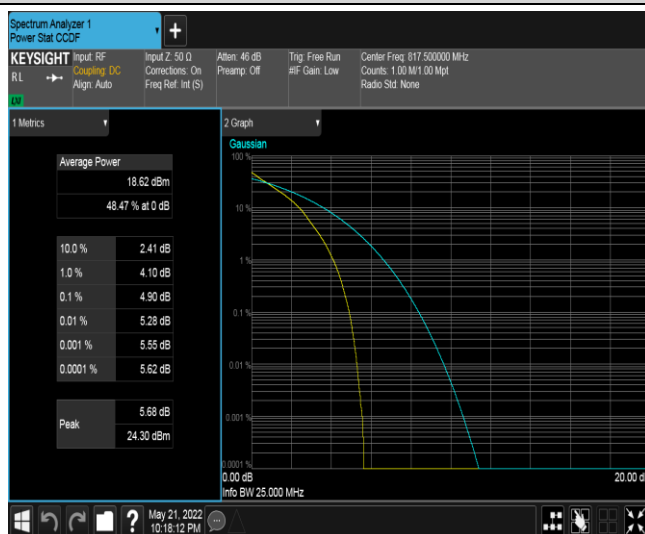 Spectrum Analyzer 1
Power Stat CCDF
KEYSIGHT
RL
LXI
Input: RF
Coupling: DC
Align: Auto
Input Z: 50 Ω
Corrections: On
Freq Ref: Int (S)
Atten: 46 dB
Preamp: Off
Trig: Free Run
#IF Gain: Low
Center Freq: 817.500000 MHz
Counts: 1.00 M/1.00 Mpt
Radio Std: None
1 Metrics
Average Power
18.62 dBm
48.47 % at 0 dB
10.0 % 2.41 dB
1.0 % 4.10 dB
0.1 % 4.90 dB
0.01 % 5.28 dB
0.001 % 5.55 dB
0.0001 % 5.62 dB
Peak
5.68 dB
24.30 dBm
2 Graph
Gaussian
100 %
10 %
1 %
0.1 %
0.01 %
0.001 %
0.0001 %
0.00 dB
20.00 d
Info BW 25.000 MHz
?
May 21, 2022
10:18:12 PM